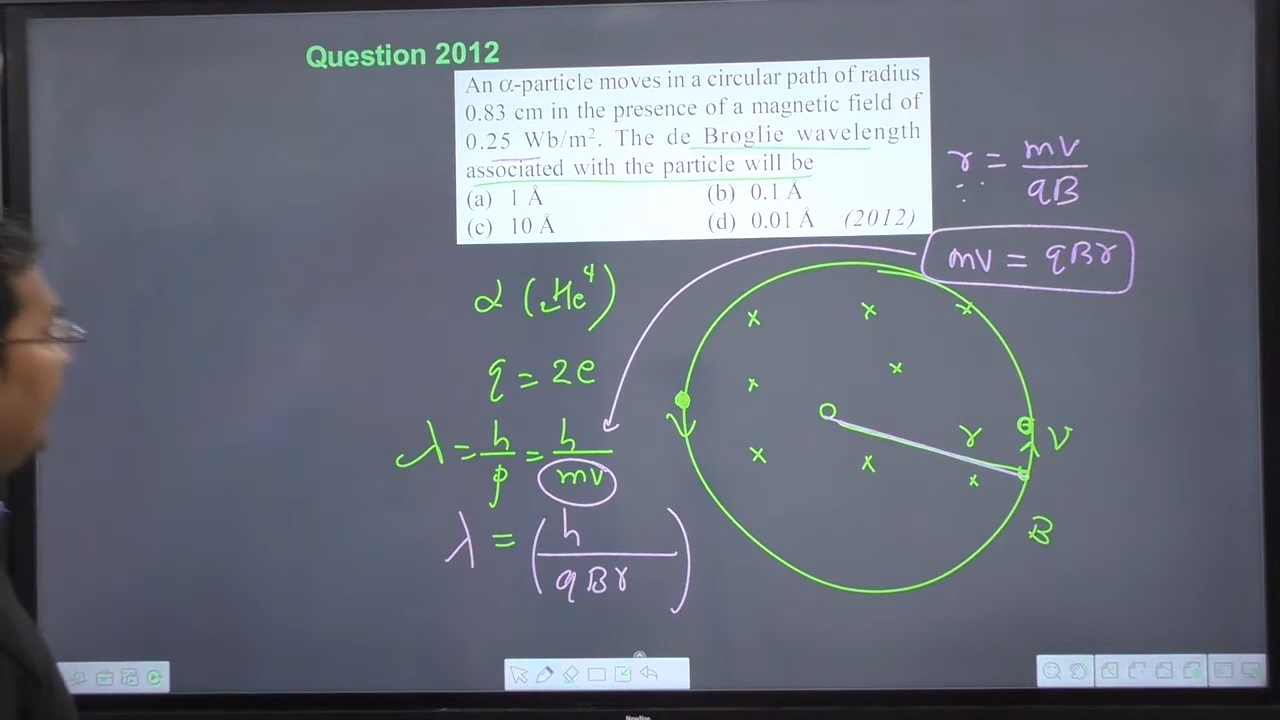 Question 2012
An α-particle moves in a circular path of radius
0.83 cm in the presence of a magnetic field of
0.25 Wb/m². The de Broglie wavelength
associated with the particle will be
(a) 1 Å (b) 0.1 Å
(c) 10 Å (d) 0.01 Å (2012)
r = mv/qB
mv = qBr
α (₂He⁴)
q = 2e
λ = h/p = h/mv
λ = (h/qBr)
r
V
B